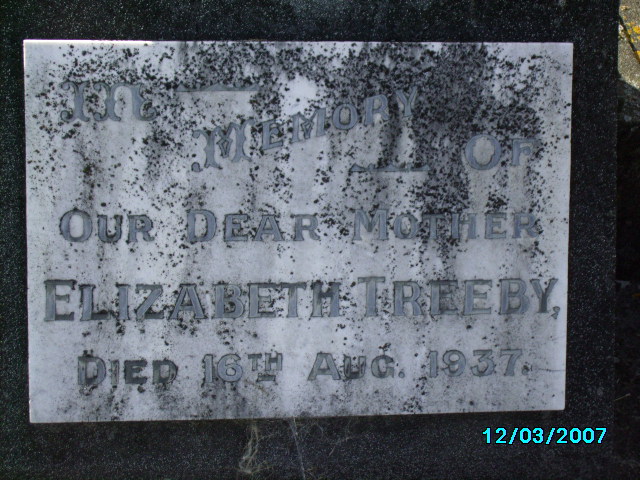 In
Memory Of
Our Dear Mother
Elizabeth Treeby,
Died 16th Aug. 1937.
12/03/2007